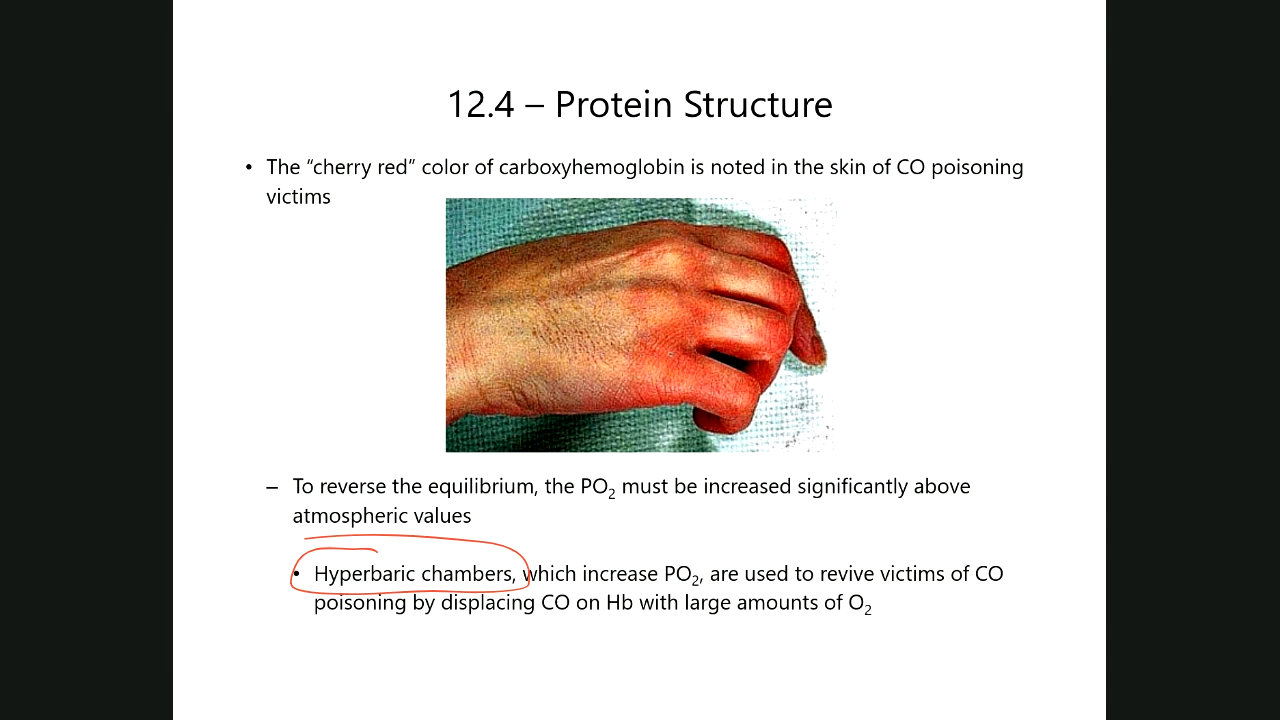 12.4 – Protein Structure
• The “cherry red” color of carboxyhemoglobin is noted in the skin of CO poisoning
victims
– To reverse the equilibrium, the PO₂ must be increased significantly above
atmospheric values
• Hyperbaric chambers, which increase PO₂, are used to revive victims of CO
poisoning by displacing CO on Hb with large amounts of O₂